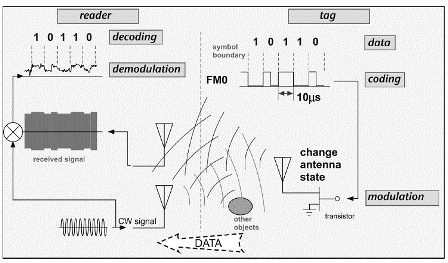 reader
tag
1 0 1 1 0
decoding
demodulation
received signal
CW signal
symbol
boundary
1 0 1 1 0
data
FM0
coding
10µs
change
antenna
state
modulation
transistor
other
objects
DATA